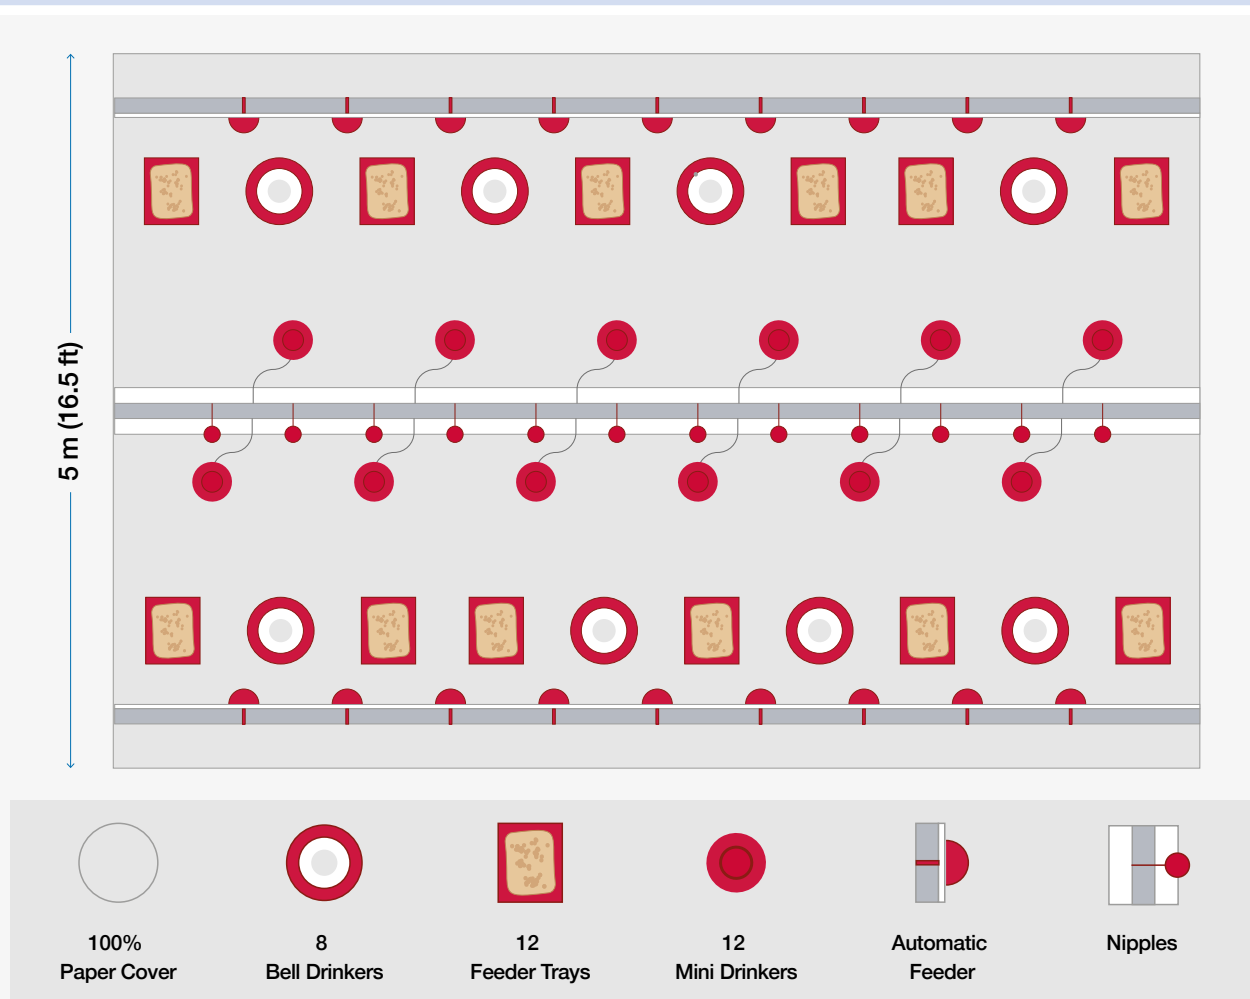 5 m (16.5 ft)
100%
Paper Cover
8
Bell Drinkers
12
Feeder Trays
12
Mini Drinkers
Automatic
Feeder
Nipples